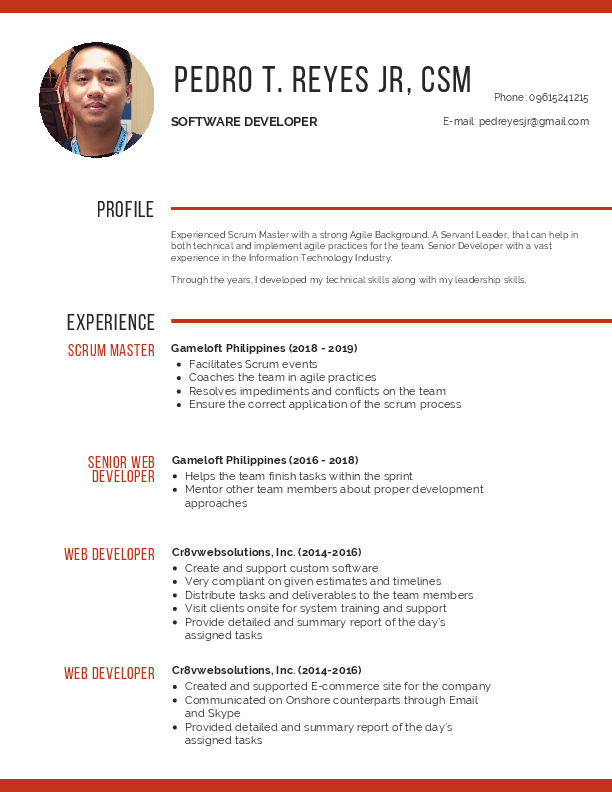 PEDRO T. REYES JR, CSM
Phone: 09615241215
SOFTWARE DEVELOPER
E-mail: pedreyesjr@gmail.com
PROFILE
Experienced Scrum Master with a strong Agile Background. A Servant Leader, that can help in
both technical and implement agile practices for the team. Senior Developer with a vast
experience in the Information Technology Industry.
Through the years, I developed my technical skills along with my leadership skills.
EXPERIENCE
SCRUM MASTER
Gameloft Philippines (2018 - 2019)
• Facilitates Scrum events
• Coaches the team in agile practices
• Resolves impediments and conflicts on the team
• Ensure the correct application of the scrum process
SENIOR WEB
DEVELOPER
Gameloft Philippines (2016 - 2018)
• Helps the team finish tasks within the sprint
• Mentor other team members about proper development
approaches
WEB DEVELOPER
Cr8vwebsolutions, Inc. (2014-2016)
• Create and support custom software
• Very compliant on given estimates and timelines
• Distribute tasks and deliverables to the team members
• Visit clients onsite for system training and support
• Provide detailed and summary report of the day's
assigned tasks
WEB DEVELOPER
Cr8vwebsolutions, Inc. (2014-2016)
• Created and supported E-commerce site for the company
• Communicated on Onshore counterparts through Email
and Skype
• Provided detailed and summary report of the day's
assigned tasks